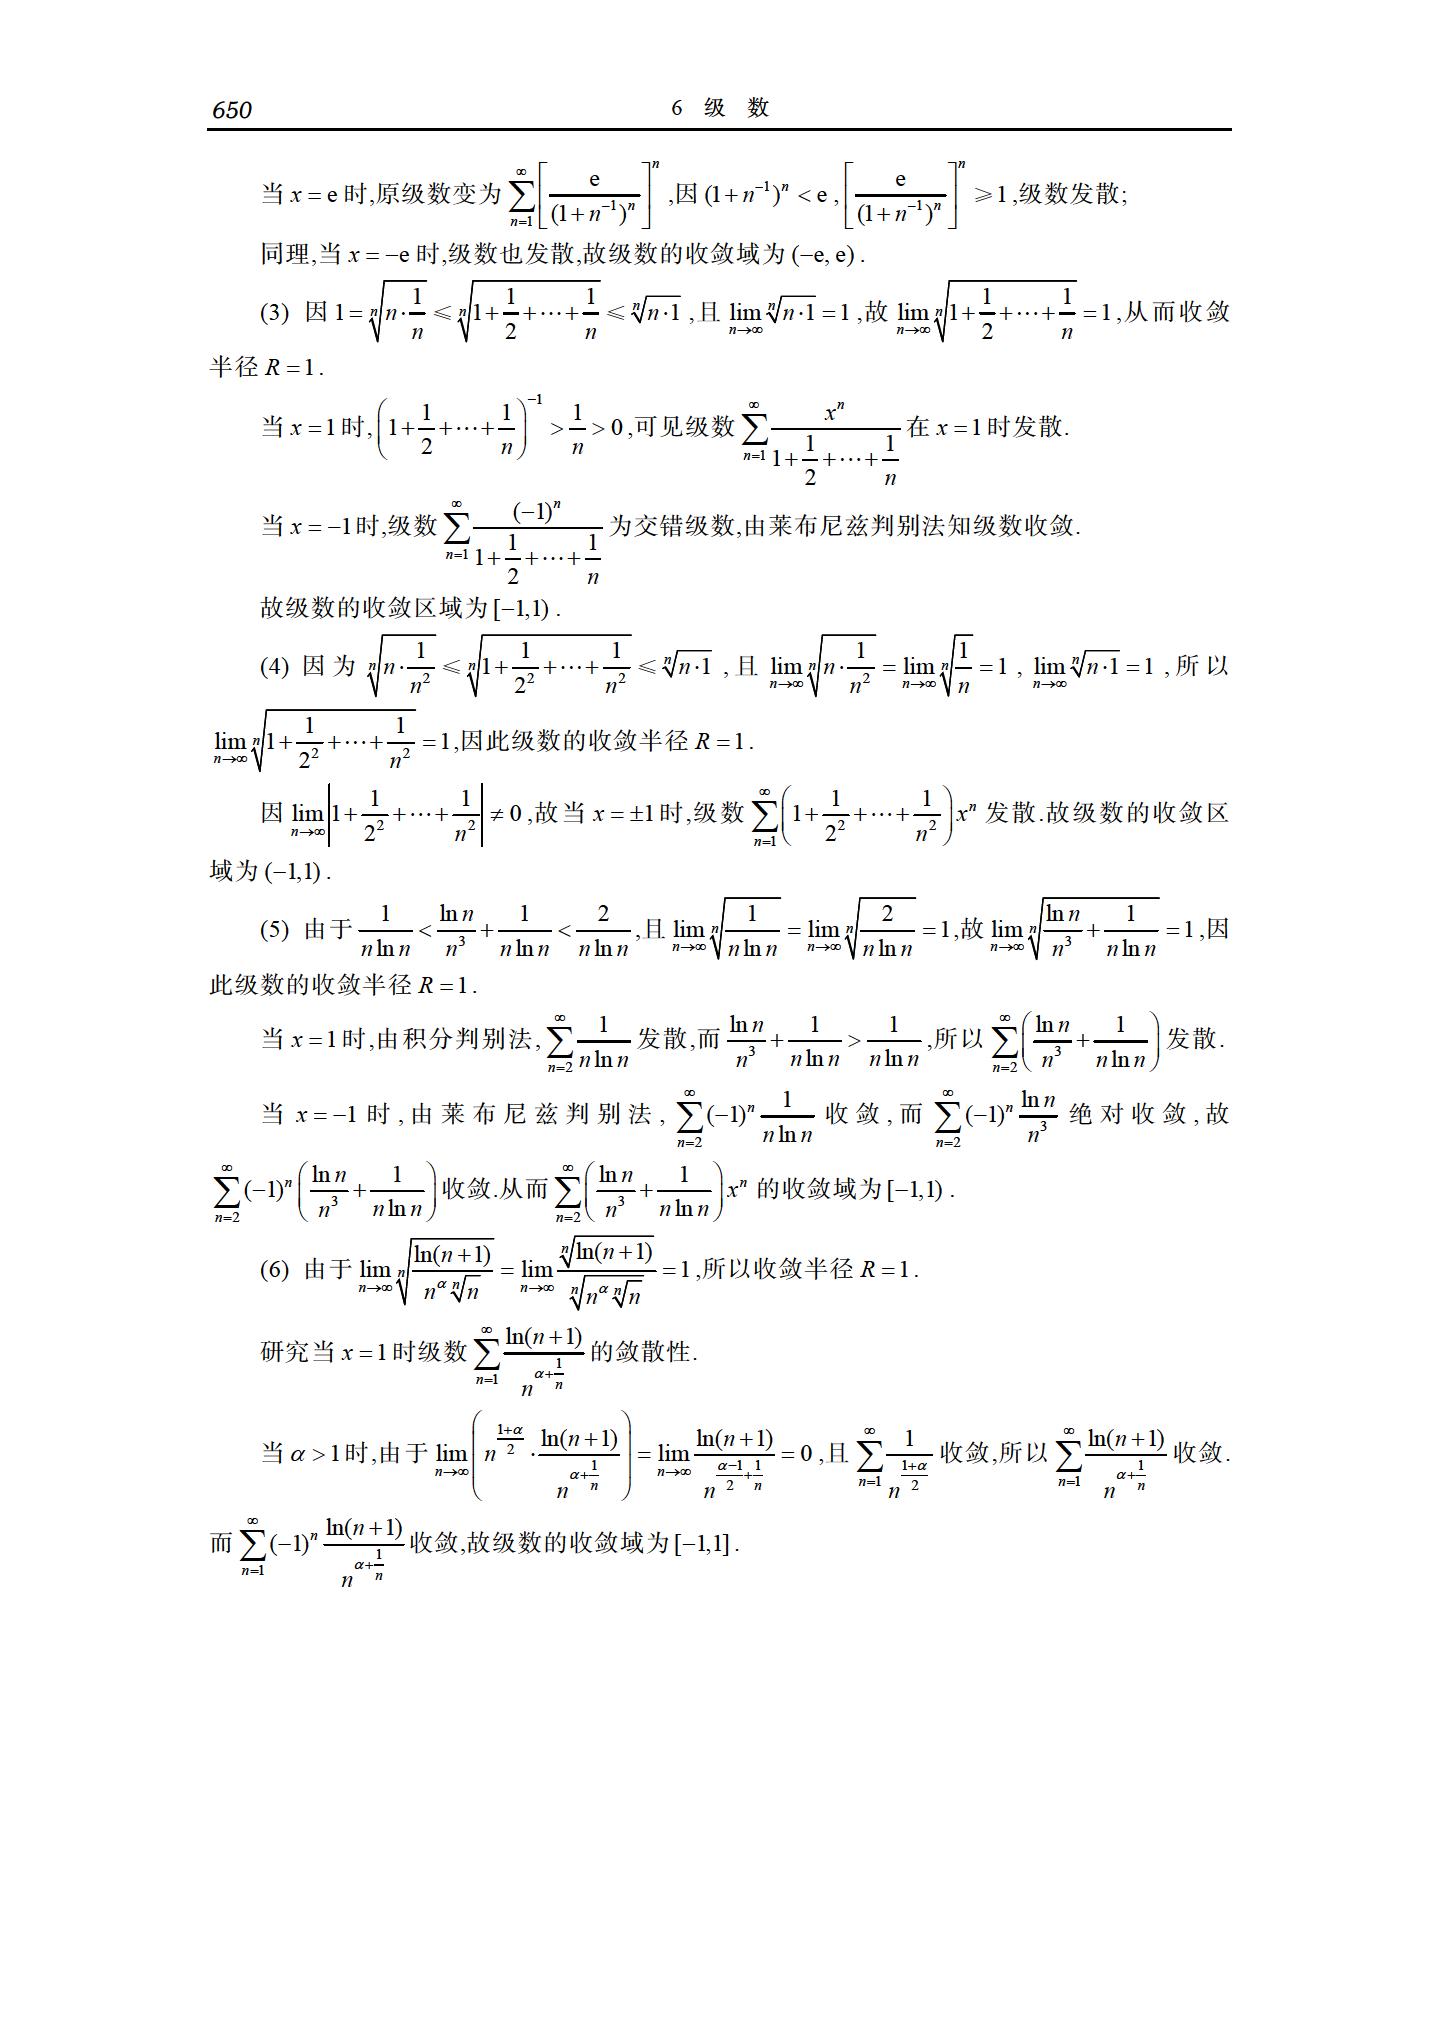 650 6 级 数
当 $x=\mathrm{e}$ 时,原级数变为 $\sum_{n=1}^{\infty}\left[\frac{\mathrm{e}}{(1+n^{-1})^n}\right]^n$ ,因 $(1+n^{-1})^n<\mathrm{e}$ , $\left[\frac{\mathrm{e}}{(1+n^{-1})^n}\right]^n\geqslant 1$ ,级数发散;
同理,当 $x=-\mathrm{e}$ 时,级数也发散,故级数的收敛域为 $(-\mathrm{e},\mathrm{e})$ .
(3) 因 $1=\sqrt[n]{n\cdot\frac{1}{n}}\leqslant\sqrt[n]{1+\frac{1}{2}+\cdots+\frac{1}{n}}\leqslant\sqrt[n]{n\cdot 1}$ ,且 $\lim_{n\to\infty}\sqrt[n]{n\cdot 1}=1$ ,故 $\lim_{n\to\infty}\sqrt[n]{1+\frac{1}{2}+\cdots+\frac{1}{n}}=1$ ,从而收敛
半径 $R=1$ .
当 $x=1$ 时, $\left(1+\frac{1}{2}+\cdots+\frac{1}{n}\right)^{-1}>\frac{1}{n}>0$ ,可见级数 $\sum_{n=1}^{\infty}\frac{x^n}{1+\frac{1}{2}+\cdots+\frac{1}{n}}$ 在 $x=1$ 时发散.
当 $x=-1$ 时,级数 $\sum_{n=1}^{\infty}\frac{(-1)^n}{1+\frac{1}{2}+\cdots+\frac{1}{n}}$ 为交错级数,由莱布尼兹判别法知级数收敛.
故级数的收敛区域为 $[-1,1)$ .
(4) 因为 $\sqrt[n]{n\cdot\frac{1}{n^2}}\leqslant\sqrt[n]{1+\frac{1}{2^2}+\cdots+\frac{1}{n^2}}\leqslant\sqrt[n]{n\cdot 1}$ ,且 $\lim_{n\to\infty}\sqrt[n]{n\cdot\frac{1}{n^2}}=\lim_{n\to\infty}\sqrt[n]{\frac{1}{n}}=1$ , $\lim_{n\to\infty}\sqrt[n]{n\cdot 1}=1$ ,所以
$\lim_{n\to\infty}\sqrt[n]{1+\frac{1}{2^2}+\cdots+\frac{1}{n^2}}=1$ ,因此级数的收敛半径 $R=1$ .
因 $\lim_{n\to\infty}\left|1+\frac{1}{2^2}+\cdots+\frac{1}{n^2}\right|\neq 0$ ,故当 $x=\pm 1$ 时,级数 $\sum_{n=1}^{\infty}\left(1+\frac{1}{2^2}+\cdots+\frac{1}{n^2}\right)x^n$ 发散.故级数的收敛区
域为 $(-1,1)$ .
(5) 由于 $\frac{1}{n\ln n}<\frac{\ln n}{n^3}+\frac{1}{n\ln n}<\frac{2}{n\ln n}$ ,且 $\lim_{n\to\infty}\sqrt[n]{\frac{1}{n\ln n}}=\lim_{n\to\infty}\sqrt[n]{\frac{2}{n\ln n}}=1$ ,故 $\lim_{n\to\infty}\sqrt[n]{\frac{\ln n}{n^3}+\frac{1}{n\ln n}}=1$ ,因
此级数的收敛半径 $R=1$ .
当 $x=1$ 时,由积分判别法, $\sum_{n=2}^{\infty}\frac{1}{n\ln n}$ 发散,而 $\frac{\ln n}{n^3}+\frac{1}{n\ln n}>\frac{1}{n\ln n}$ ,所以 $\sum_{n=2}^{\infty}\left(\frac{\ln n}{n^3}+\frac{1}{n\ln n}\right)$ 发散.
当 $x=-1$ 时,由莱布尼兹判别法, $\sum_{n=2}^{\infty}(-1)^n\frac{1}{n\ln n}$ 收敛,而 $\sum_{n=2}^{\infty}(-1)^n\frac{\ln n}{n^3}$ 绝对收敛,故
$\sum_{n=2}^{\infty}(-1)^n\left(\frac{\ln n}{n^3}+\frac{1}{n\ln n}\right)$ 收敛.从而 $\sum_{n=2}^{\infty}\left(\frac{\ln n}{n^3}+\frac{1}{n\ln n}\right)x^n$ 的收敛域为 $[-1,1)$ .
(6) 由于 $\lim_{n\to\infty}\sqrt[n]{\frac{\ln(n+1)}{n^{\alpha}\sqrt[n]{n}}}=\lim_{n\to\infty}\frac{\sqrt[n]{\ln(n+1)}}{\sqrt[n]{n^{\alpha}\sqrt[n]{n}}}=1$ ,所以收敛半径 $R=1$ .
研究当 $x=1$ 时级数 $\sum_{n=1}^{\infty}\frac{\ln(n+1)}{n^{\alpha+\frac{1}{n}}}$ 的敛散性.
当 $\alpha>1$ 时,由于 $\lim_{n\to\infty}\left(n^{\frac{1+\alpha}{2}}\cdot\frac{\ln(n+1)}{n^{\alpha+\frac{1}{n}}}\right)=\lim_{n\to\infty}\frac{\ln(n+1)}{n^{\frac{\alpha-1}{2}+\frac{1}{n}}}=0$ ,且 $\sum_{n=1}^{\infty}\frac{1}{n^{\frac{1+\alpha}{2}}}$ 收敛,所以 $\sum_{n=1}^{\infty}\frac{\ln(n+1)}{n^{\alpha+\frac{1}{n}}}$ 收敛.
而 $\sum_{n=1}^{\infty}(-1)^n\frac{\ln(n+1)}{n^{\alpha+\frac{1}{n}}}$ 收敛,故级数的收敛域为 $[-1,1]$ .